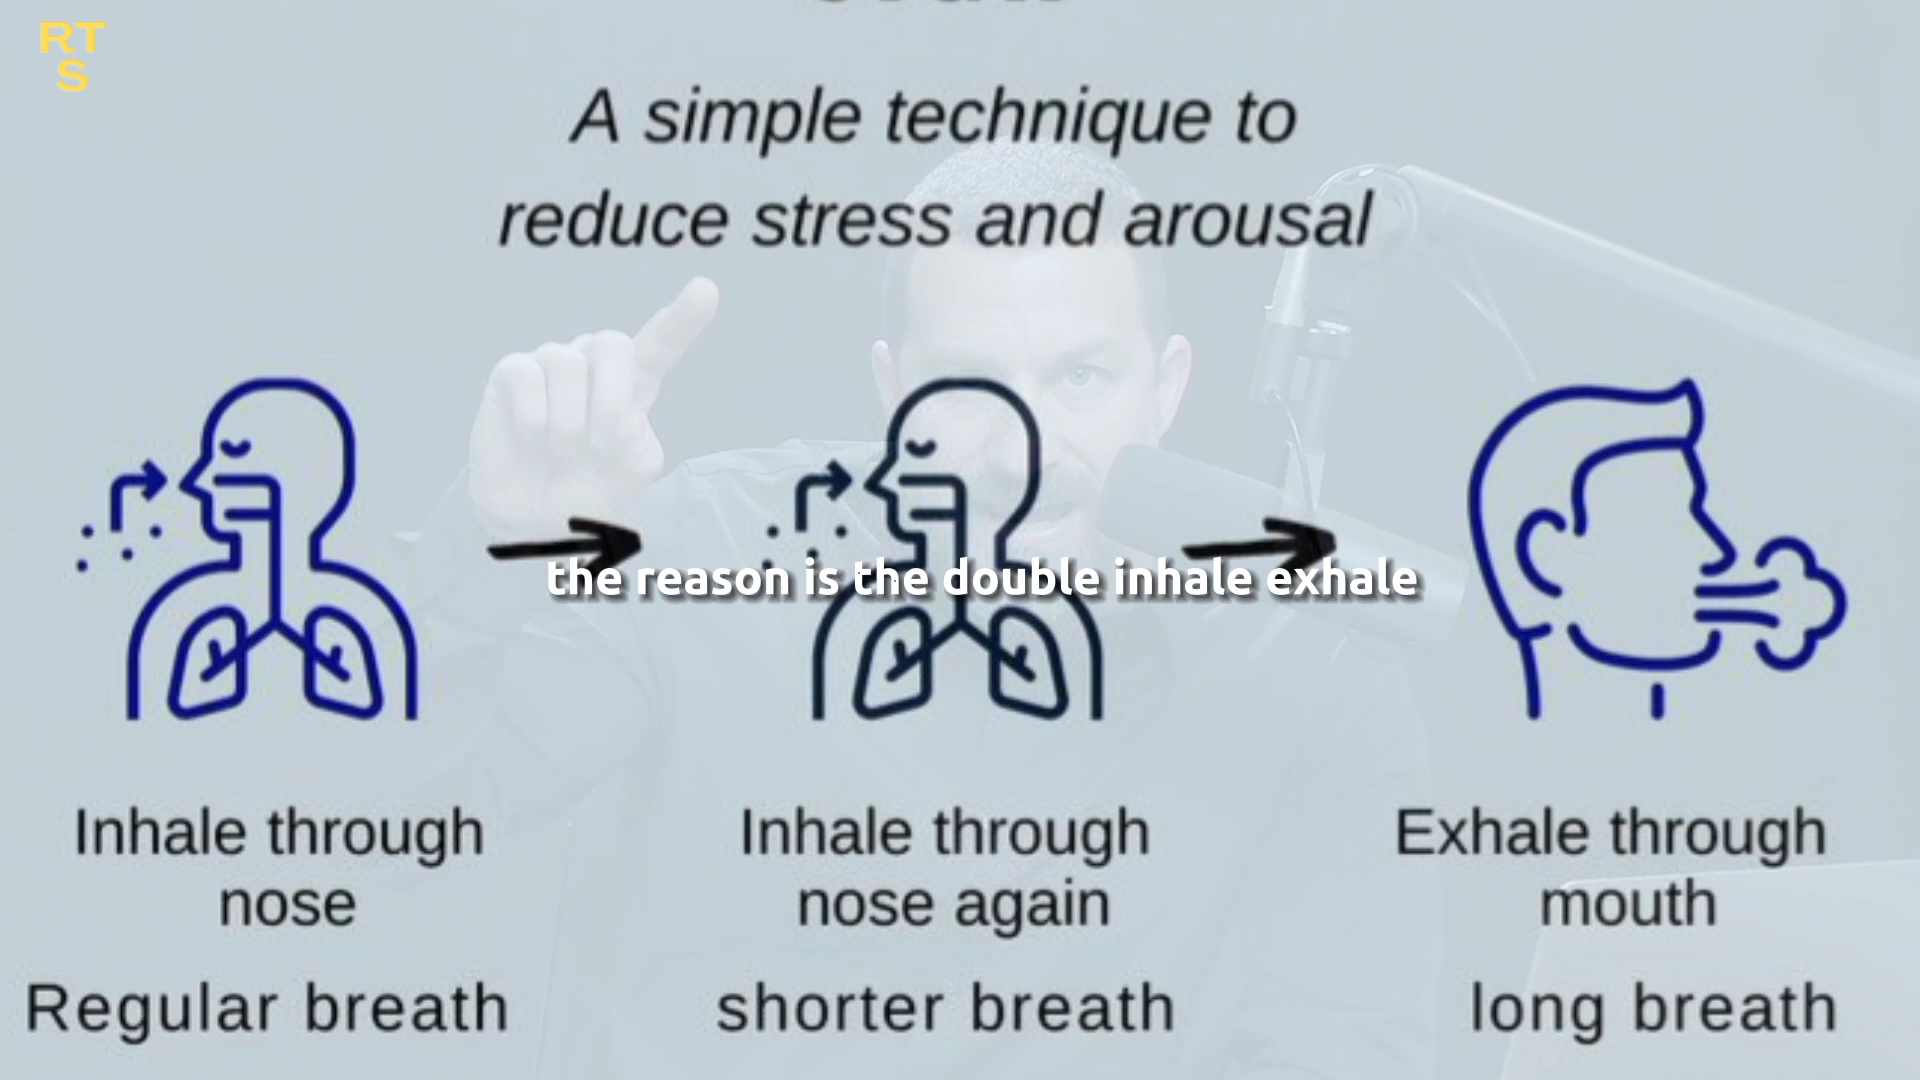 RT
S
A simple technique to
reduce stress and arousal
the reason is the double inhale exhale
Inhale through
nose
Regular breath
Inhale through
nose again
shorter breath
Exhale through
mouth
long breath